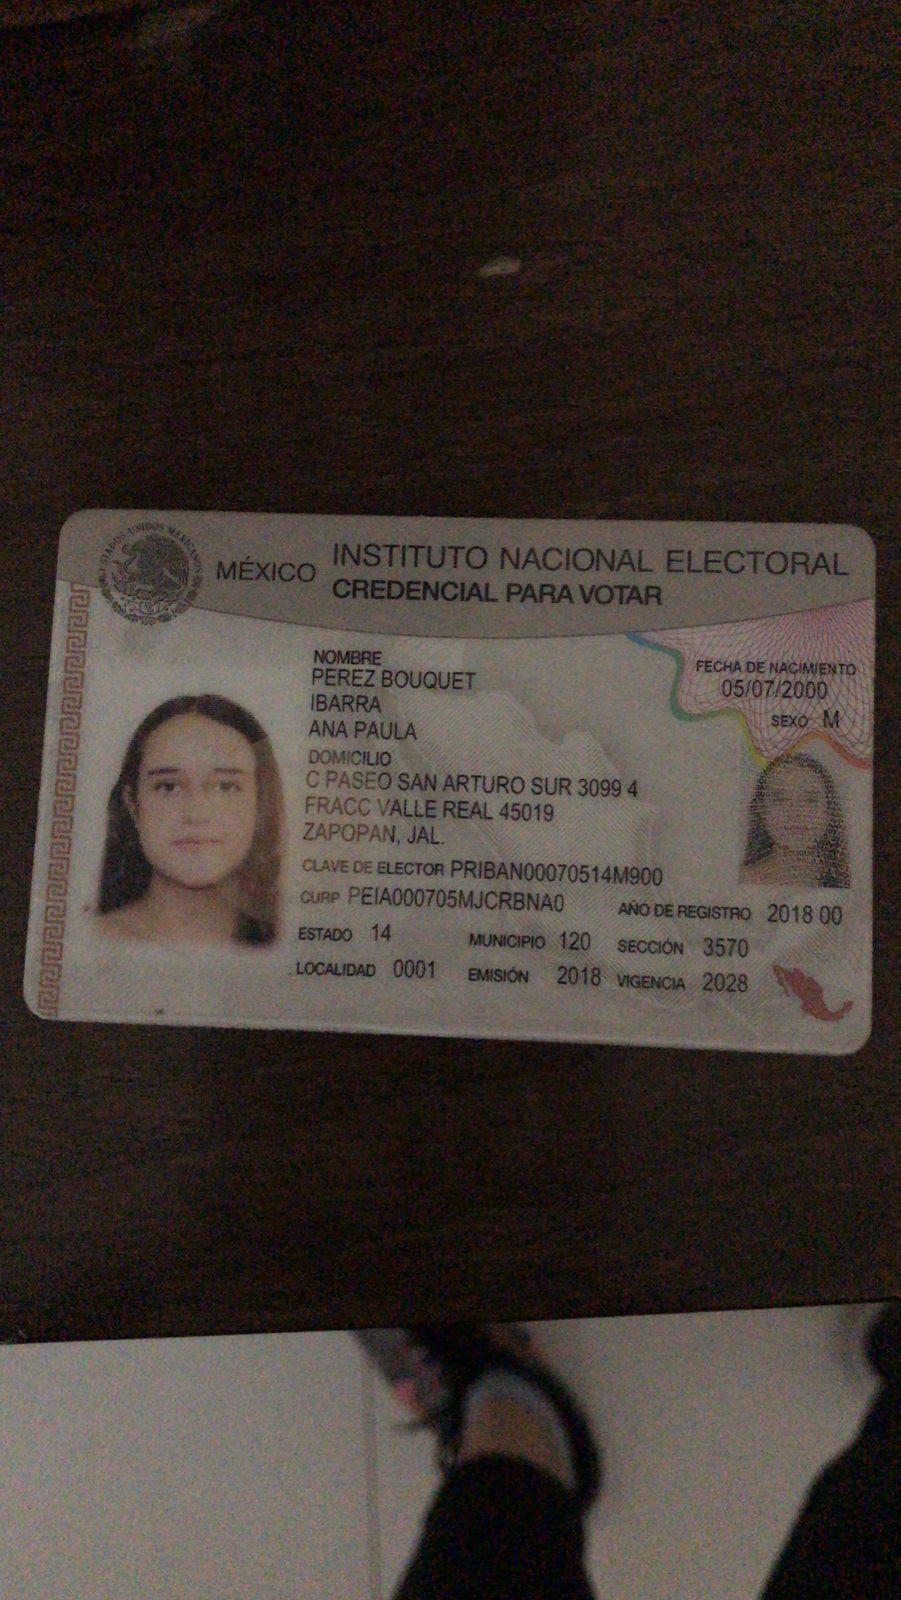 ESTADOS UNIDOS MEXICANOS
MÉXICO INSTITUTO NACIONAL ELECTORAL
CREDENCIAL PARA VOTAR
NOMBRE
PEREZ BOUQUET
IBARRA
ANA PAULA
FECHA DE NACIMIENTO
05/07/2000
SEXO M
DOMICILIO
C PASEO SAN ARTURO SUR 3099 4
FRACC VALLE REAL 45019
ZAPOPAN, JAL.
CLAVE DE ELECTOR PRIBAN00070514M900
CURP PEIA000705MJCRBNA0 AÑO DE REGISTRO 2018 00
ESTADO 14 MUNICIPIO 120 SECCIÓN 3570
LOCALIDAD 0001 EMISIÓN 2018 VIGENCIA 2028